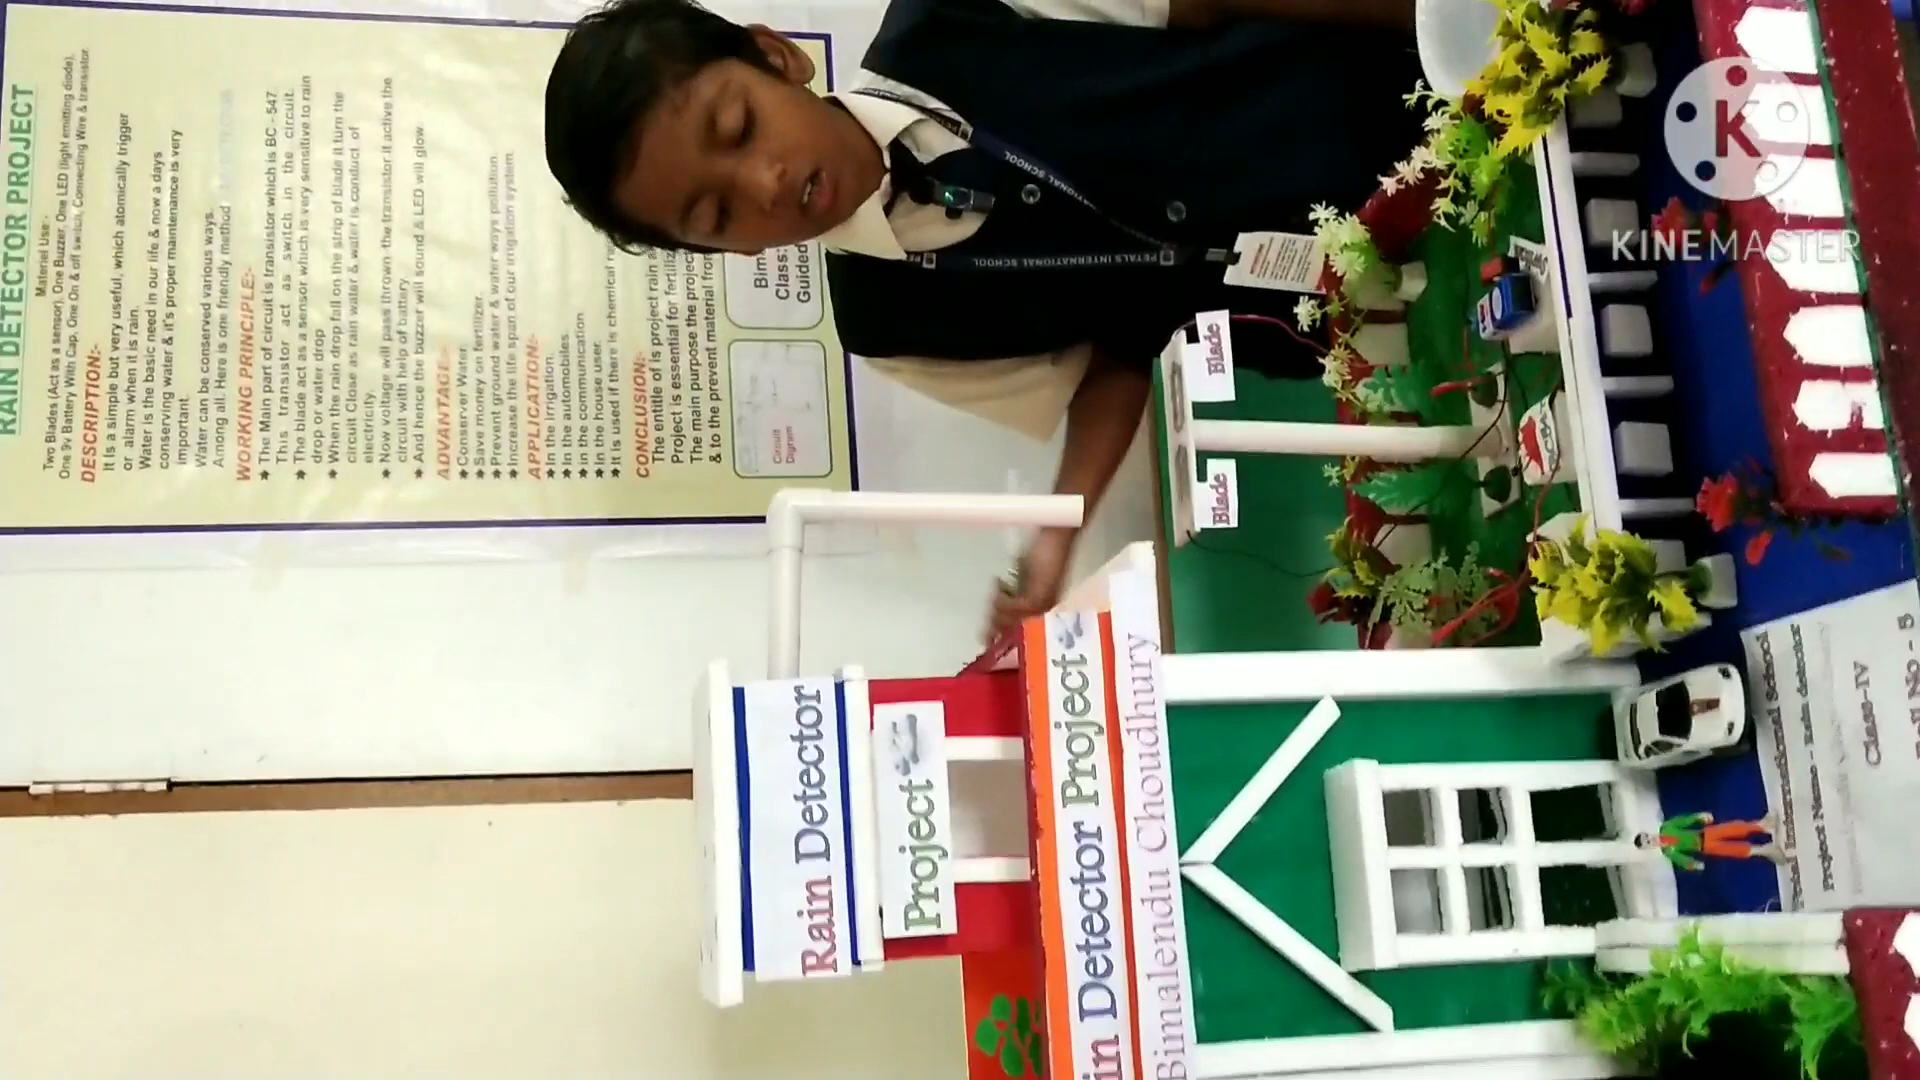 RAIN DETECTOR PROJECT
Materiel Use:-
Two Blades (Act as a sensor), One Buzzer, One LED (light emitting diode),
One 9v Battery With Cap, One On & off switch, Connecting Wire & transistor
DESCRIPTION:-
It is a simple but very useful, which atomically trigger
or alarm when it is rain.
Water is the basic need in our life & now a days
conserving water & it's proper maintenance is very
important.
Water can be conserved various ways.
Among all. Here is one friendly method
WORKING PRINCIPLE:-
The Main part of circuit is transistor which is BC - 547
This transistor act as switch in the circuit.
The blade act as a sensor which is very sensitive to rain
drop or water drop
When the rain drop fall on the strip of blade it turn the
circuit Close as rain water & water is conduct of
electricity.
Now voltage will pass thrown the transistor it active the
circuit with help of battery
And hence the buzzer will sound & LED will glow.
ADVANTAGE:-
Conserver Water.
Save money on fertilizer.
Prevent ground water & water ways pollution.
Increase the life span of our irrigation system.
APPLICATION:-
In the irrigation.
In the automobiles
in the communication
In the house user.
It is used if there is chemical
CONCLUSION:-
The entitle of is project rain
Project is essential for
The main purpose the project
& to the prevent material from
Circuit
Digram
Class:
Guided
PETALS INTERNATIONAL SCHOOL
Blade
Blade
Rain Detector
Project
in Detector Project
Bimalendu Choudhury
International School
Project Name - Rain detector
Class-IV
No - 5
K
KINEMASTER